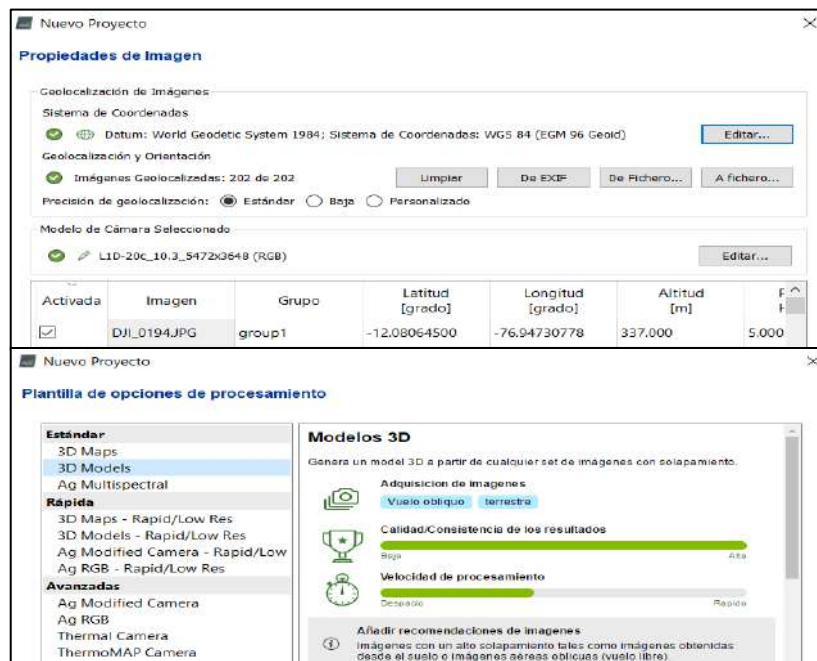 Nuevo Proyecto
Propiedades de Imagen
Geolocalización de Imágenes
Sistema de Coordenadas
Datum: World Geodetic System 1984; Sistema de Coordenadas: WGS 84 (EGM 96 Geoid)
Editar...
Geolocalización y Orientación
Imágenes Geolocalizadas: 202 de 202
Limpiar
De EXIF
De Fichero...
A fichero...
Precisión de geolocalización: Estándar Baja Personalizado
Modelo de Cámara Seleccionado
L1D-20c_10.3_5472x3648 (RGB)
Editar...
Activada Imagen Grupo Latitud [grado] Longitud [grado] Altitud [m]
DJI_0194.JPG group1 -12.08064500 -76.94730778 337.000 5.000
Nuevo Proyecto
Plantilla de opciones de procesamiento
Estándar
3D Maps
3D Models
Ag Multispectral
Rápida
3D Maps - Rapid/Low Res
3D Models - Rapid/Low Res
Ag Modified Camera - Rapid/Low
Ag RGB - Rapid/Low Res
Avanzadas
Ag Modified Camera
Ag RGB
Thermal Camera
ThermoMAP Camera
Modelos 3D
Genera un model 3D a partir de cualquier set de imágenes con solapamiento.
Adquisicion de imagenes
Vuelo oblicuo terrestre
Calidad/Consistencia de los resultados
Baja Alta
Velocidad de procesamiento
Despacio Rapido
Añadir recomendaciones de imagenes
Imágenes con un alto solapamiento tales como imágenes obtenidas
desde el suelo o imágenes aéreas oblicuas (vuelo libre).